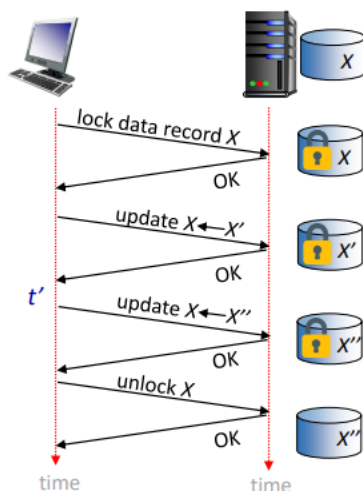 X
lock data record X
X
OK
update X←X′
X′
OK
t′
update X←X″
X″
OK
unlock X
X″
OK
time
time